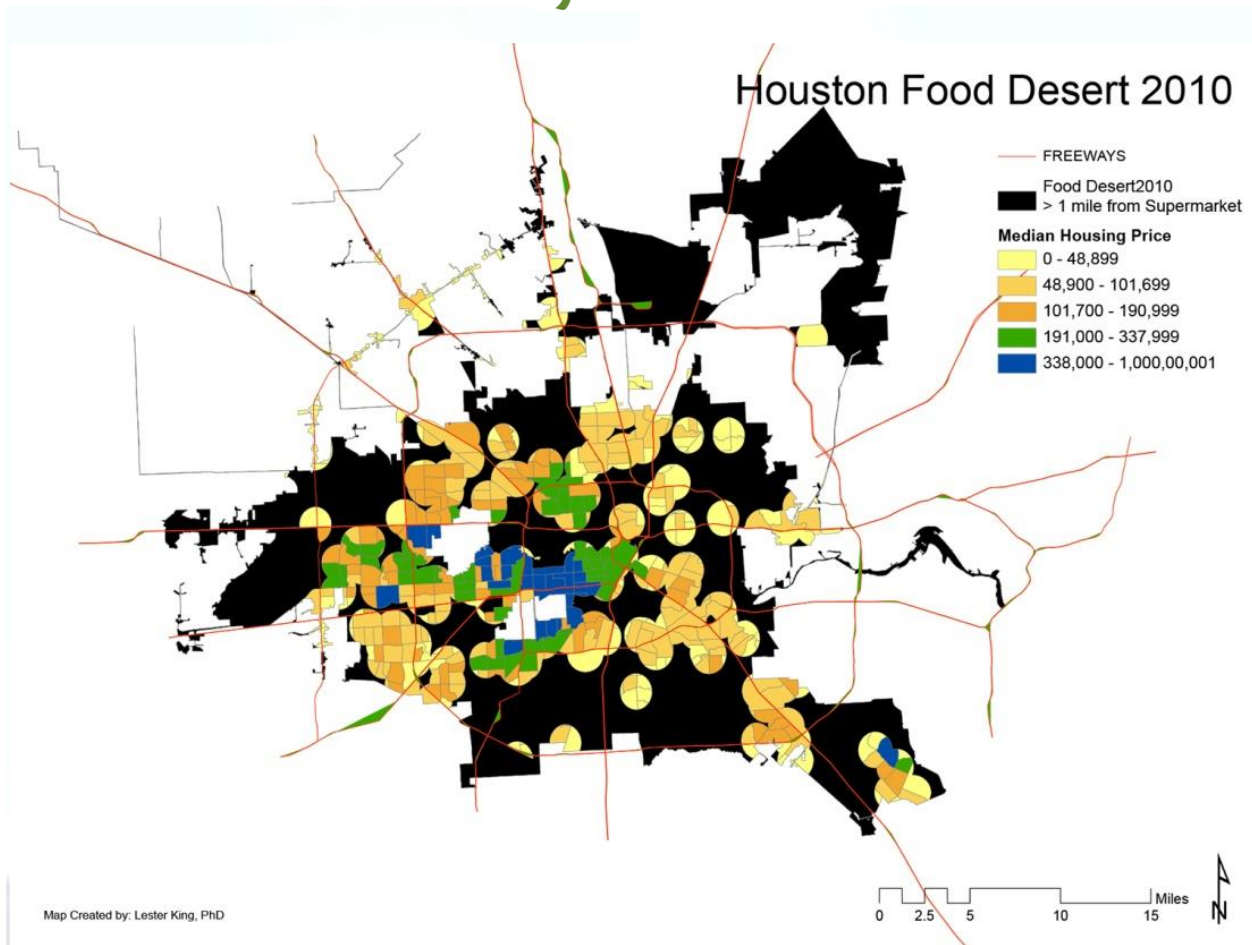 Houston Food Desert 2010
FREEWAYS
Food Desert2010
> 1 mile from Supermarket
Median Housing Price
0 - 48,899
48,900 - 101,699
101,700 - 190,999
191,000 - 337,999
338,000 - 1,000,00,001
Miles
0 2.5 5 10 15
N
Map Created by: Lester King, PhD